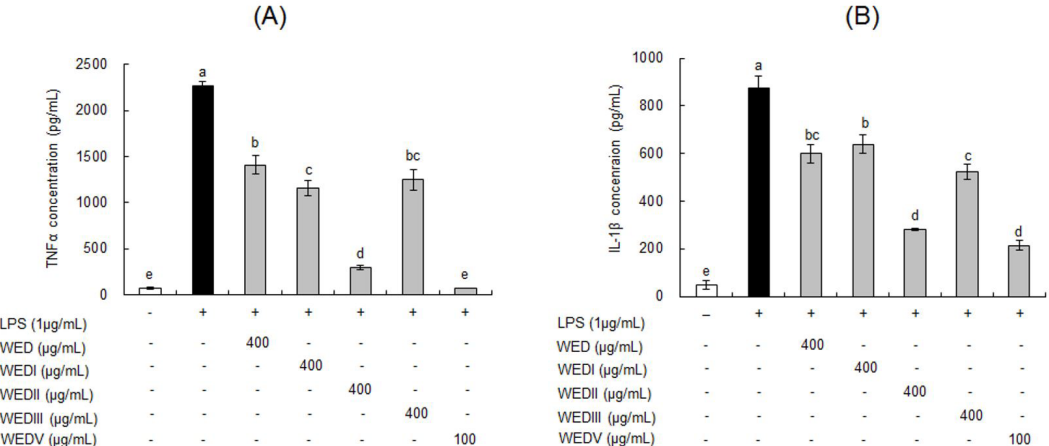 (A)
TNFα concentration (pg/mL)
2500
2000
1500
1000
500
0
e
a
b
c
d
bc
e
LPS (1μg/mL) - + + + + + +
WED (μg/mL) - - 400 - - - -
WEDI (μg/mL) - - - 400 - - -
WEDII (μg/mL) - - - - 400 - -
WEDIII (μg/mL) - - - - - 400 -
WEDV (μg/mL) - - - - - - 100
(B)
IL-1β concenraion (pg/mL)
1000
800
600
400
200
0
e
a
bc
b
d
c
d
LPS (1μg/mL) – + + + + + +
WED (μg/mL) - - 400 - - - -
WEDI (μg/mL) - - - 400 - - -
WEDII (μg/mL) - - - - 400 - -
WEDIII (μg/mL) - - - - - 400 -
WEDV (μg/mL) - - - - - - 100